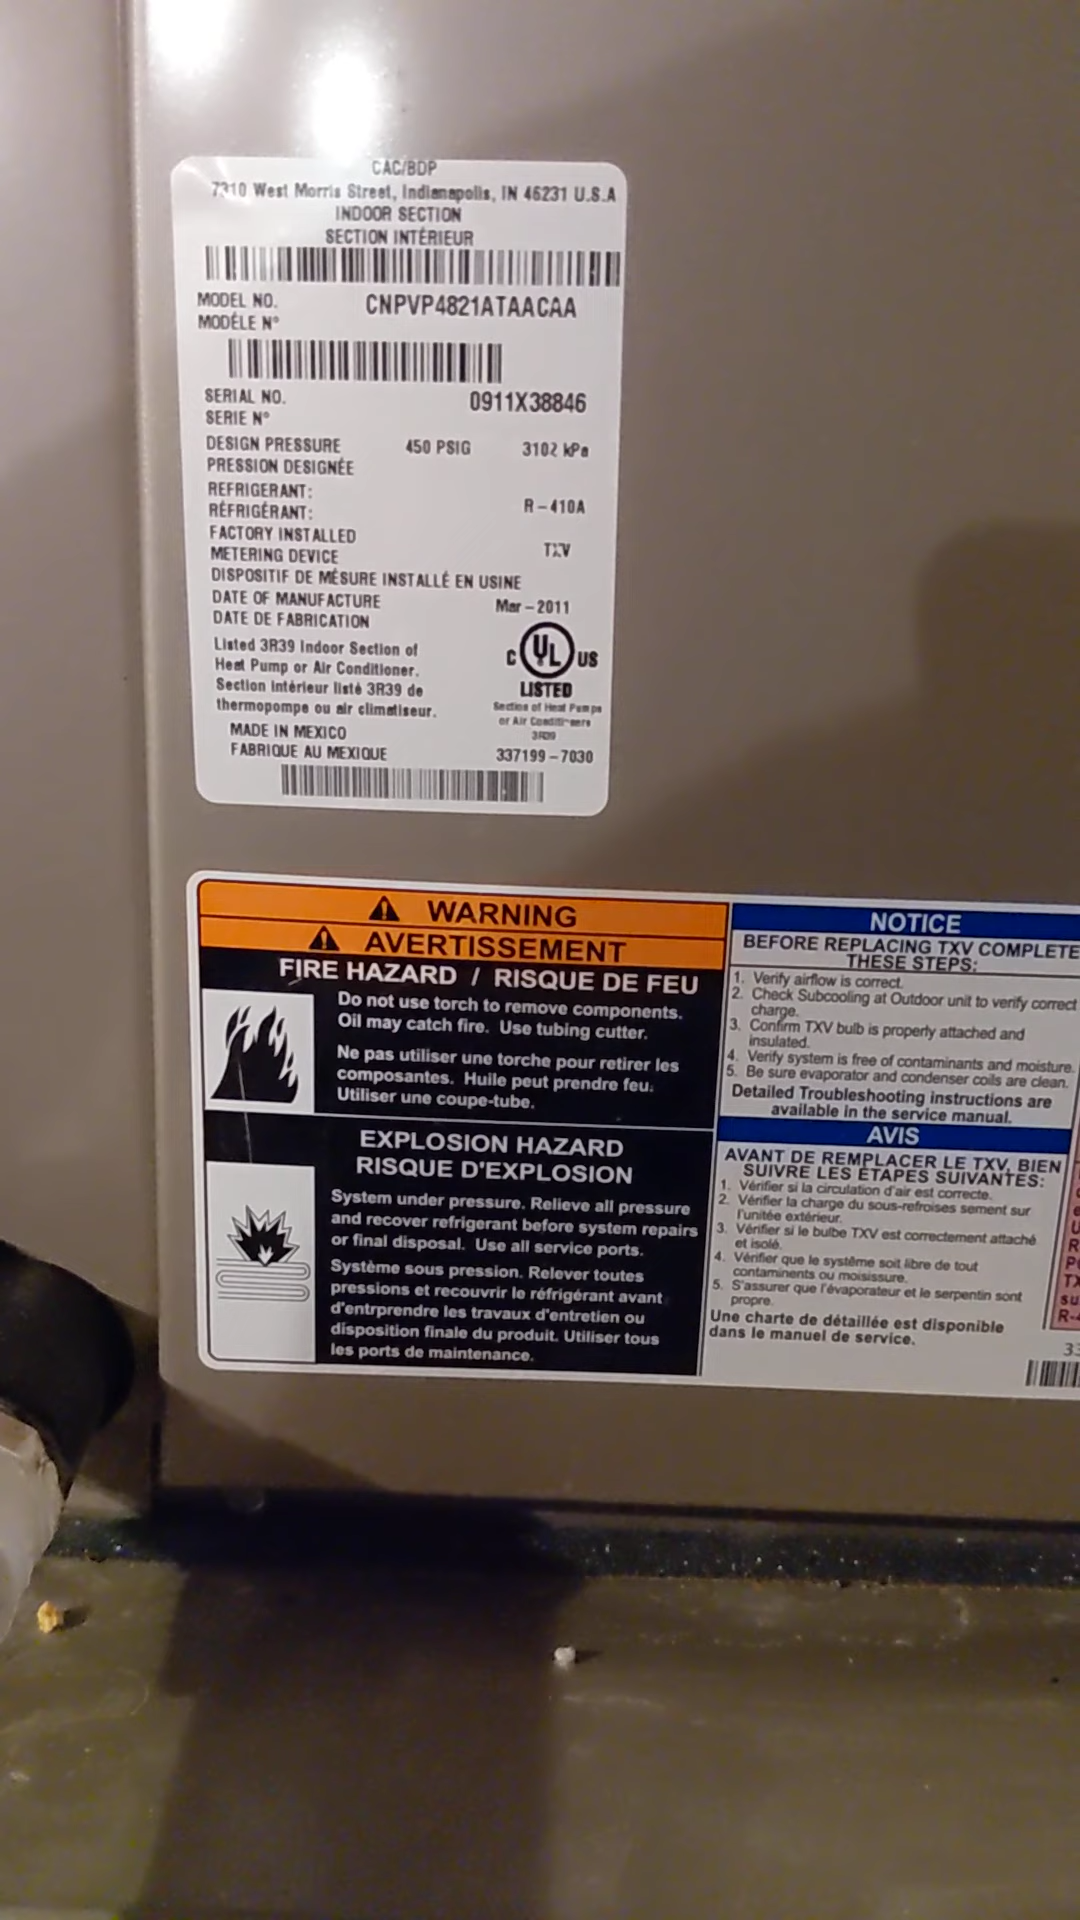 CAC/BDP
7310 West Morris Street, Indianapolis, IN 46231 U.S.A
INDOOR SECTION
SECTION INTÉRIEUR
MODEL NO. CNPVP4821ATAACAA
MODÉLE N°
SERIAL NO. 0911X38846
SERIE N°
DESIGN PRESSURE 450 PSIG 3102 kPa
PRESSION DESIGNÉE
REFRIGERANT:
RÉFRIGÉRANT: R-410A
FACTORY INSTALLED
METERING DEVICE TXV
DISPOSITIF DE MÉSURE INSTALLÉ EN USINE
DATE OF MANUFACTURE Mar-2011
DATE DE FABRICATION
Listed 3R39 Indoor Section of
Heat Pump or Air Conditioner.
Section intérieur listé 3R39 de
thermopompe ou air climatiseur.
C UL US
LISTED
Section of Heat Pumps
or Air Conditioners
3R39
MADE IN MEXICO
FABRIQUE AU MEXIQUE 337199-7030
WARNING
AVERTISSEMENT
FIRE HAZARD / RISQUE DE FEU
Do not use torch to remove components.
Oil may catch fire. Use tubing cutter.
Ne pas utiliser une torche pour retirer les
composantes. Huile peut prendre feu.
Utiliser une coupe-tube.
EXPLOSION HAZARD
RISQUE D'EXPLOSION
System under pressure. Relieve all pressure
and recover refrigerant before system repairs
or final disposal. Use all service ports.
Système sous pression. Relever toutes
pressions et recouvrir le réfrigérant avant
d'entrprendre les travaux d'entretien ou
disposition finale du produit. Utiliser tous
les ports de maintenance.
NOTICE
BEFORE REPLACING TXV COMPLETE
THESE STEPS:
1. Verify airflow is correct.
2. Check Subcooling at Outdoor unit to verify correct
charge.
3. Confirm TXV bulb is properly attached and
insulated.
4. Verify system is free of contaminants and moisture.
5. Be sure evaporator and condenser coils are clean.
Detailed Troubleshooting instructions are
available in the service manual.
AVIS
AVANT DE REMPLACER LE TXV, BIEN
SUIVRE LES ÉTAPES SUIVANTES:
1. Vérifier si la circulation d'air est correcte.
2. Vérifier la charge du sous-refroises sement sur
l'unitée extérieur.
3. Vérifier si le bulbe TXV est correctement attaché
et isolé.
4. Vérifier que le systême soit libre de tout
contaminents ou moisissure.
5. S'assurer que l'évaporateur et le serpentin sont
propre.
Une charte de détaillée est disponible
dans le manuel de service.